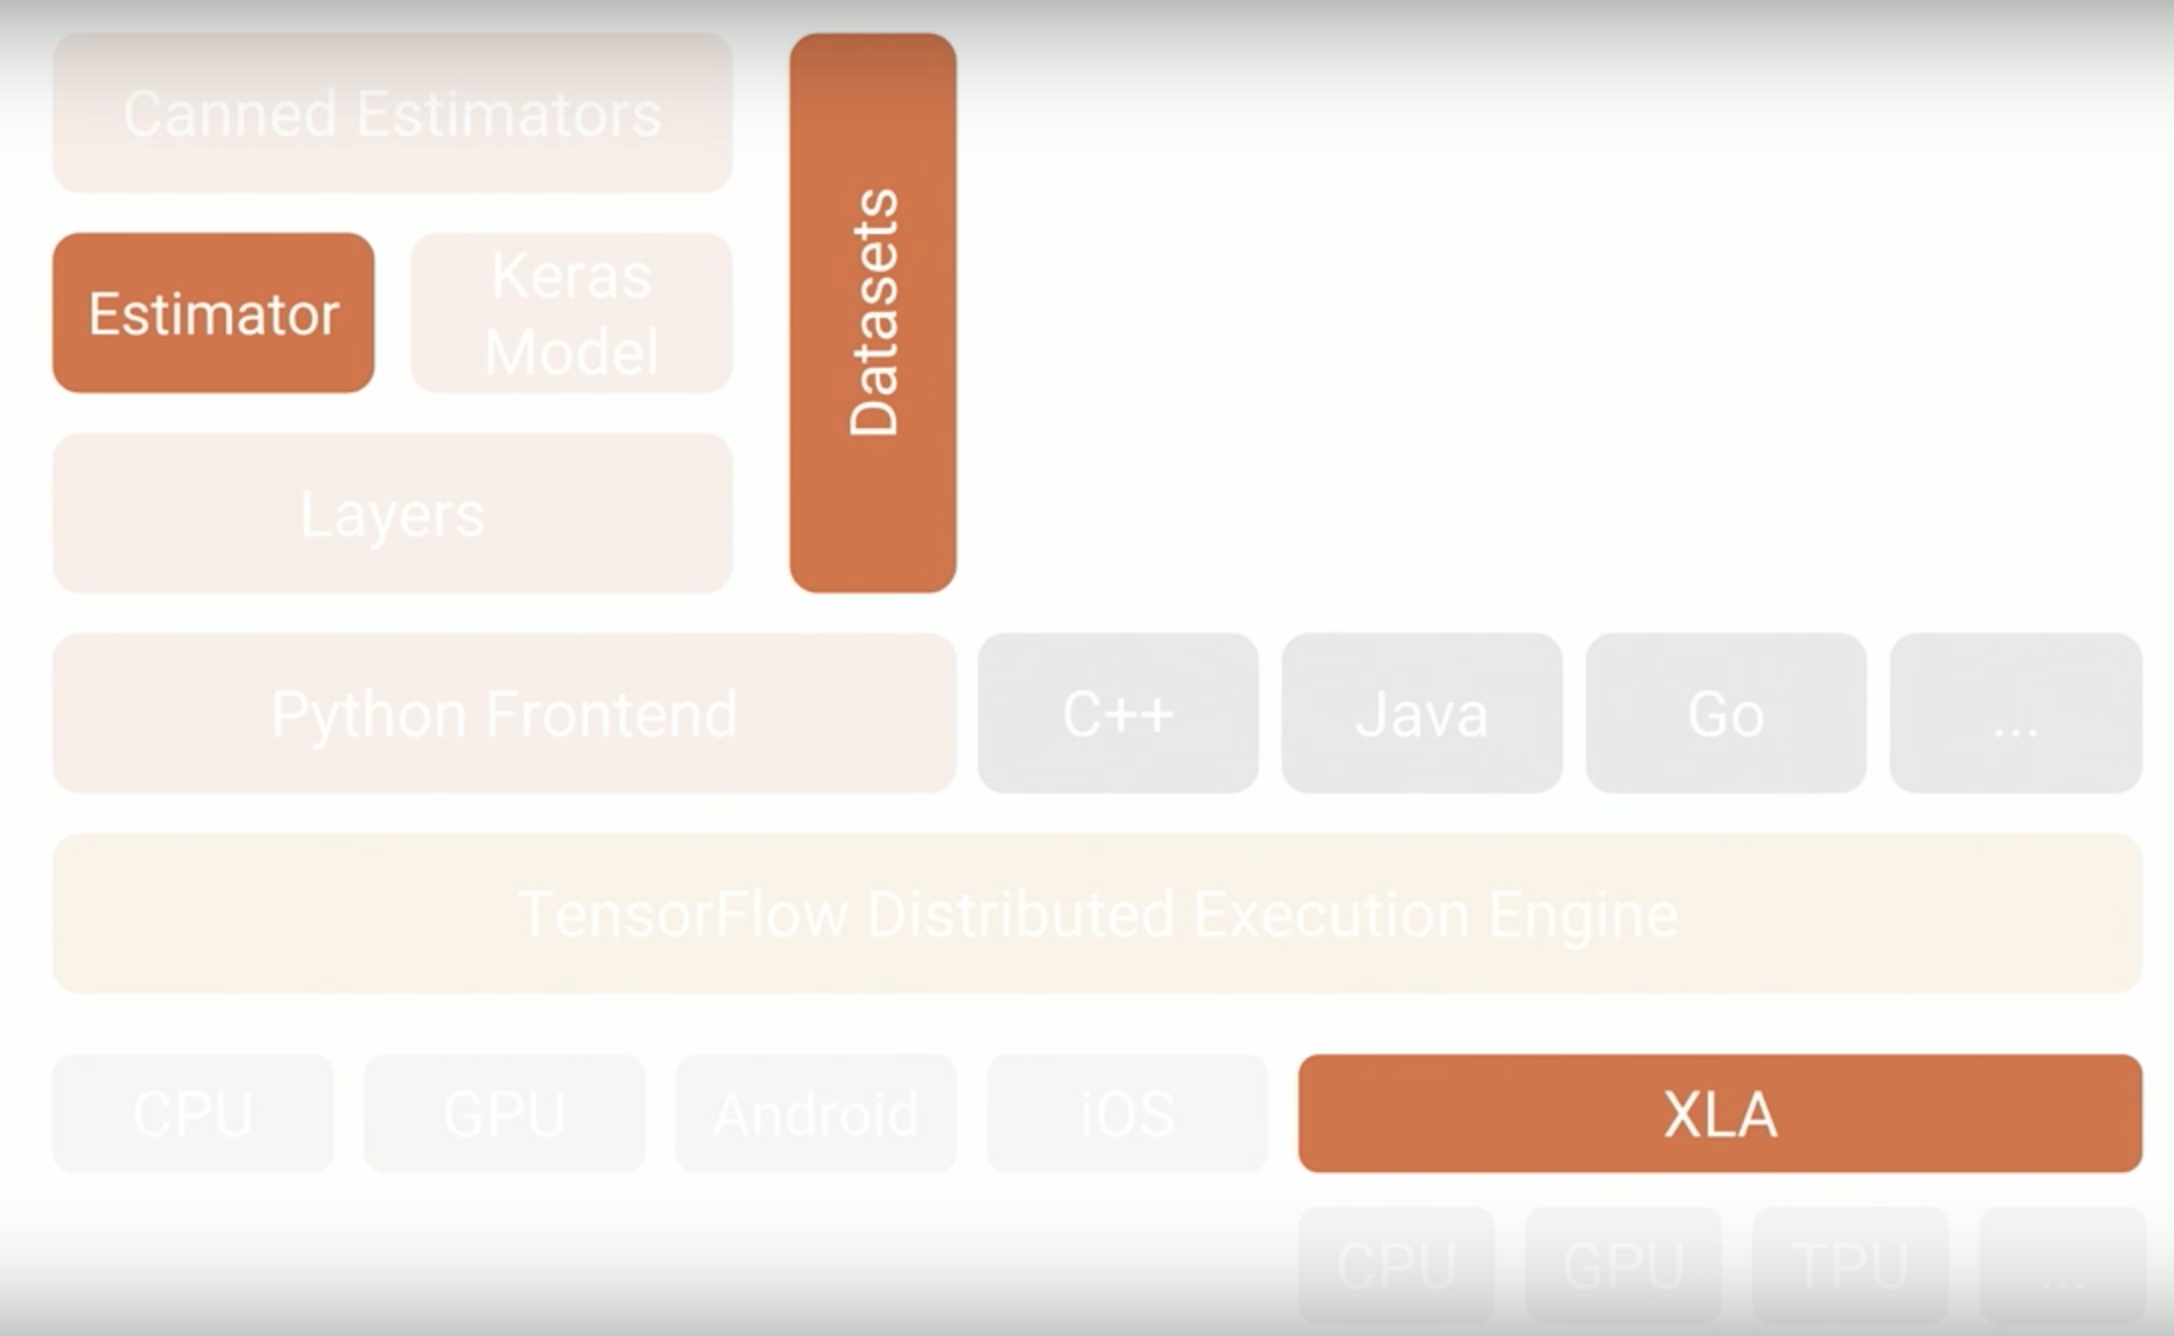 Canned Estimators
Datasets
Estimator
Keras
Model
Layers
Python Frontend
C++
Java
Go
...
TensorFlow Distributed Execution Engine
CPU
GPU
Android
iOS
XLA
CPU
GPU
TPU
...